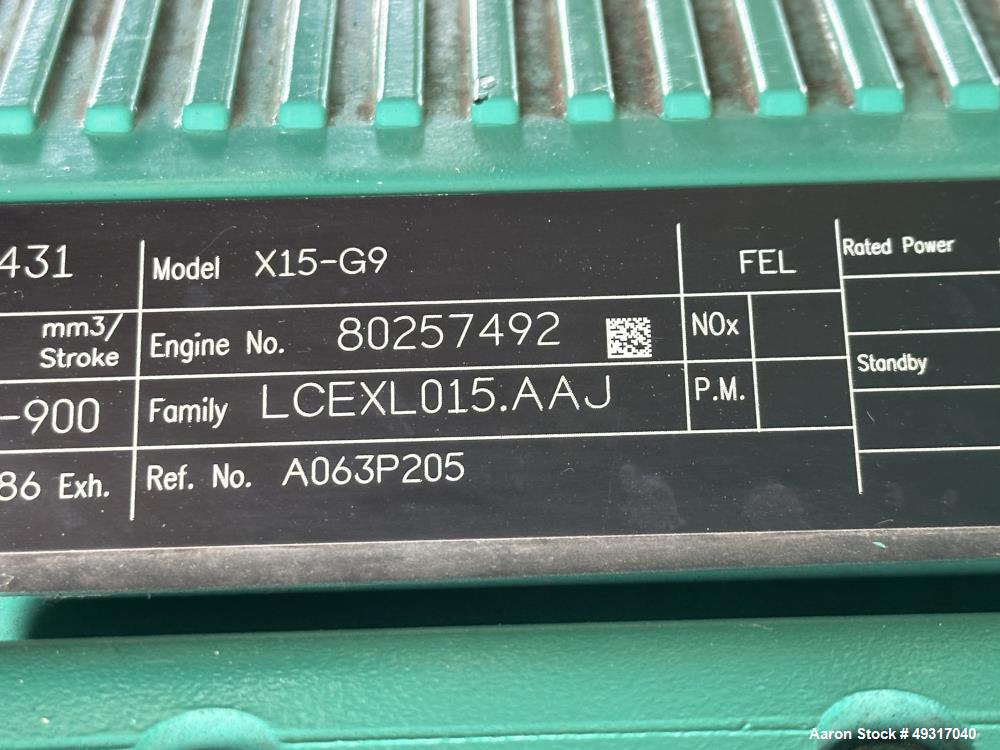 431
Model X15-G9
FEL
Rated Power
mm3/
Stroke
Engine No. 80257492
NOx
Standby
-900
Family LCEXL015.AAJ
P.M.
86 Exh.
Ref. No. A063P205
Aaron Stock # 49317040